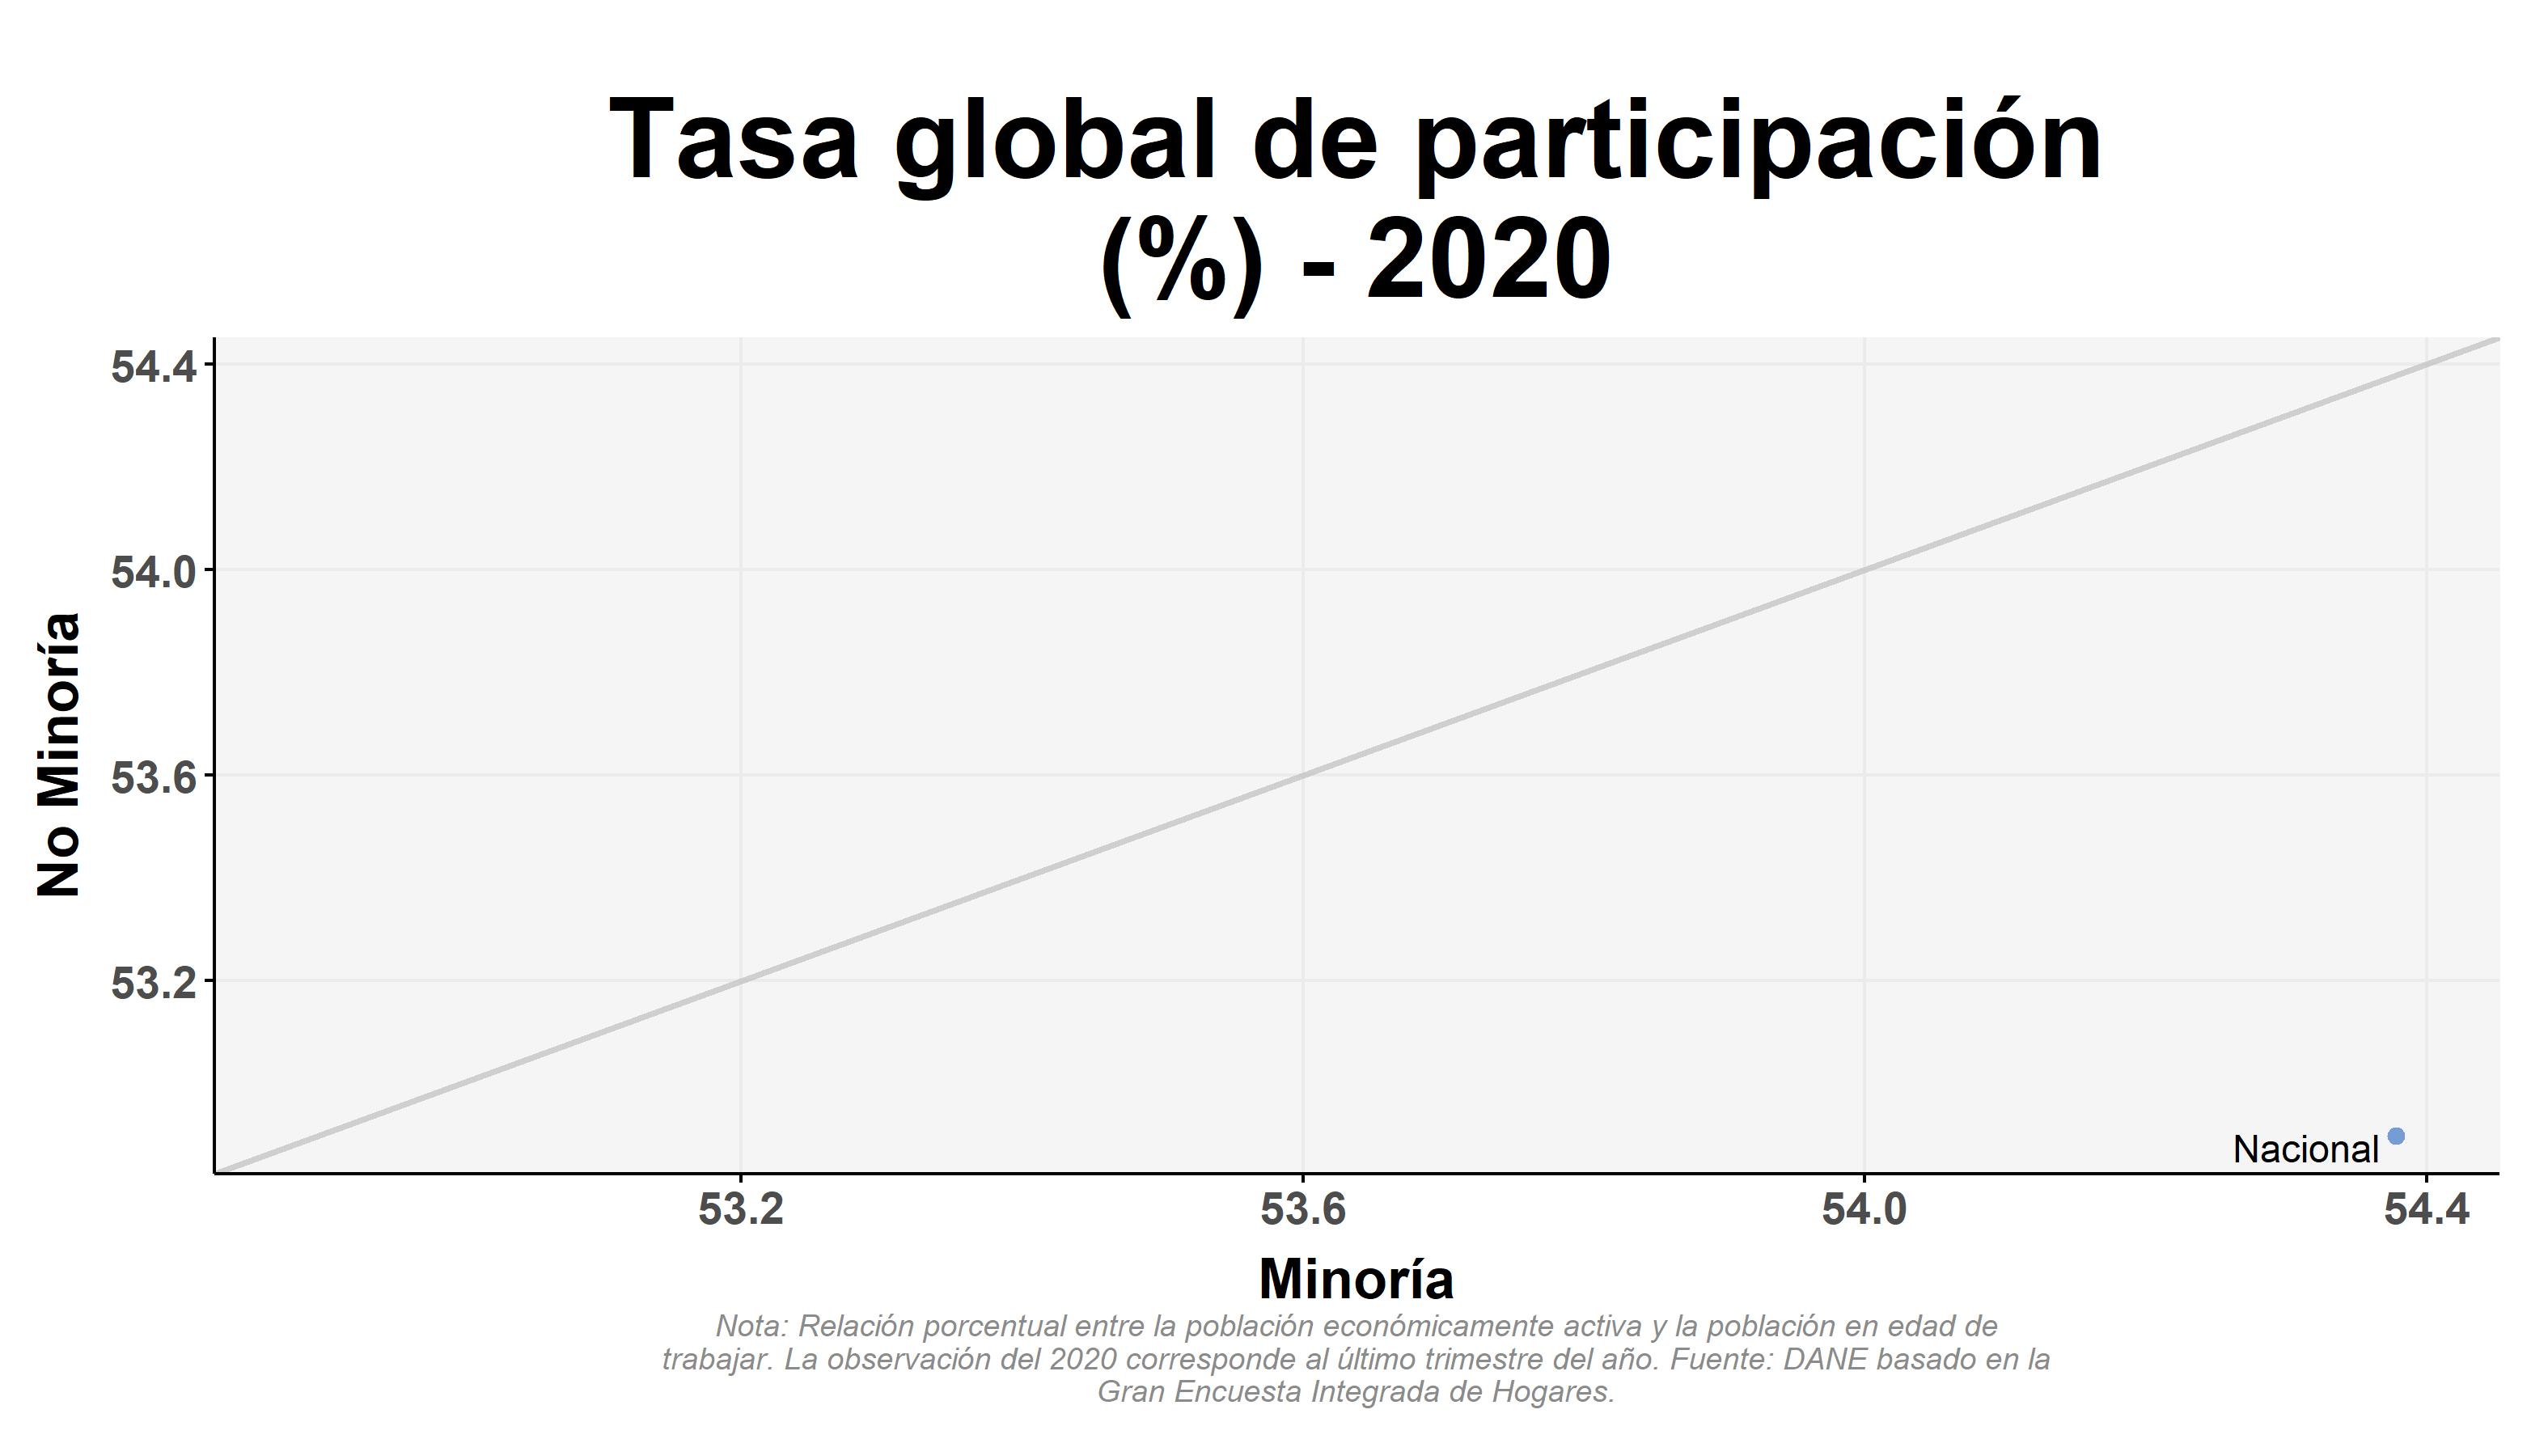 Tasa global de participación
(%) - 2020
54.4
54.0
53.6
53.2
No Minoría
Nacional
53.2 53.6 54.0 54.4
Minoría
Nota: Relación porcentual entre la población económicamente activa y la población en edad de
trabajar. La observación del 2020 corresponde al último trimestre del año. Fuente: DANE basado en la
Gran Encuesta Integrada de Hogares.